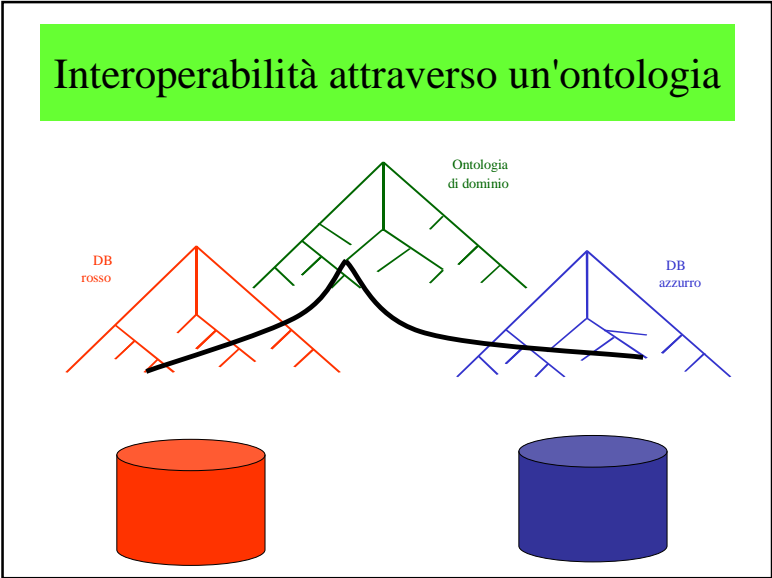 Interoperabilità attraverso un'ontologia
Ontologia
di dominio
DB
rosso
DB
azzurro